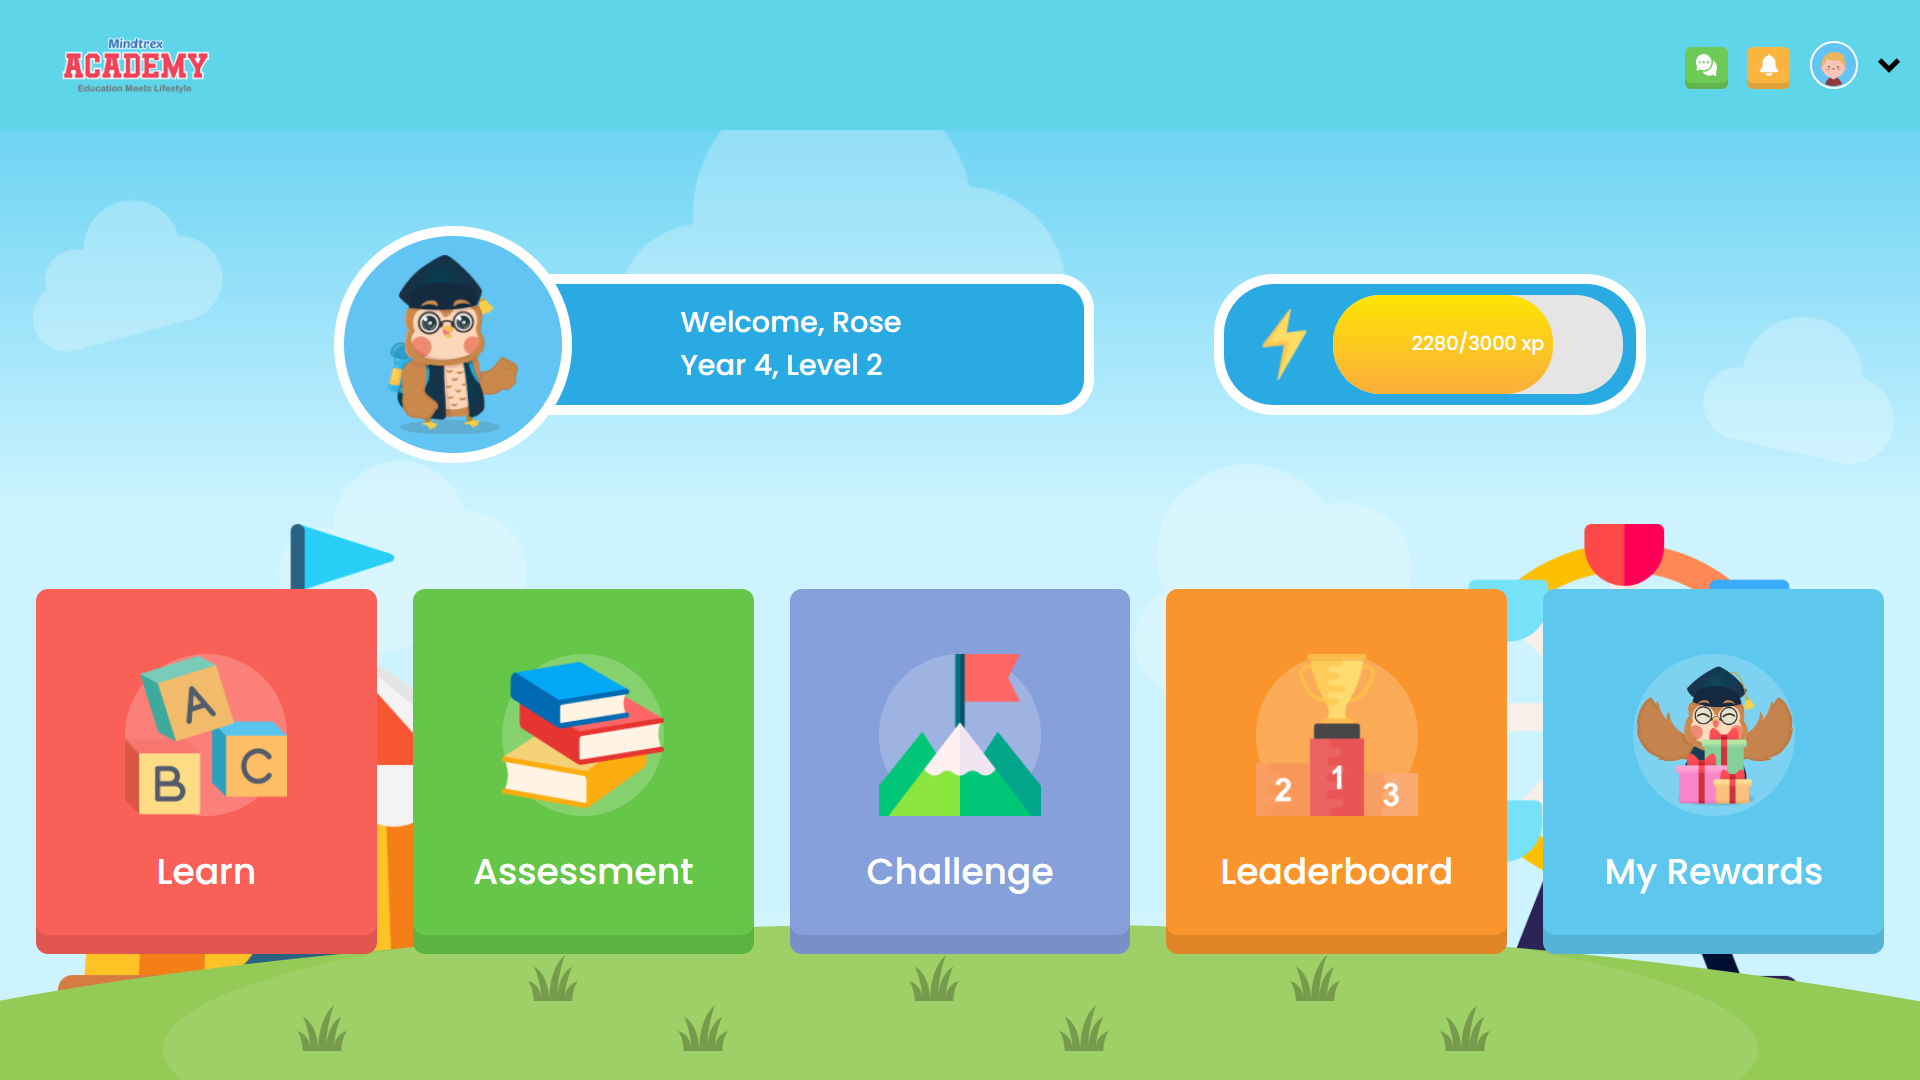 Mindtrex
ACADEMY
Education Meets Lifestyle
Welcome, Rose
Year 4, Level 2
2280/3000 xp
A
B C
2 1 3
Learn
Assessment
Challenge
Leaderboard
My Rewards